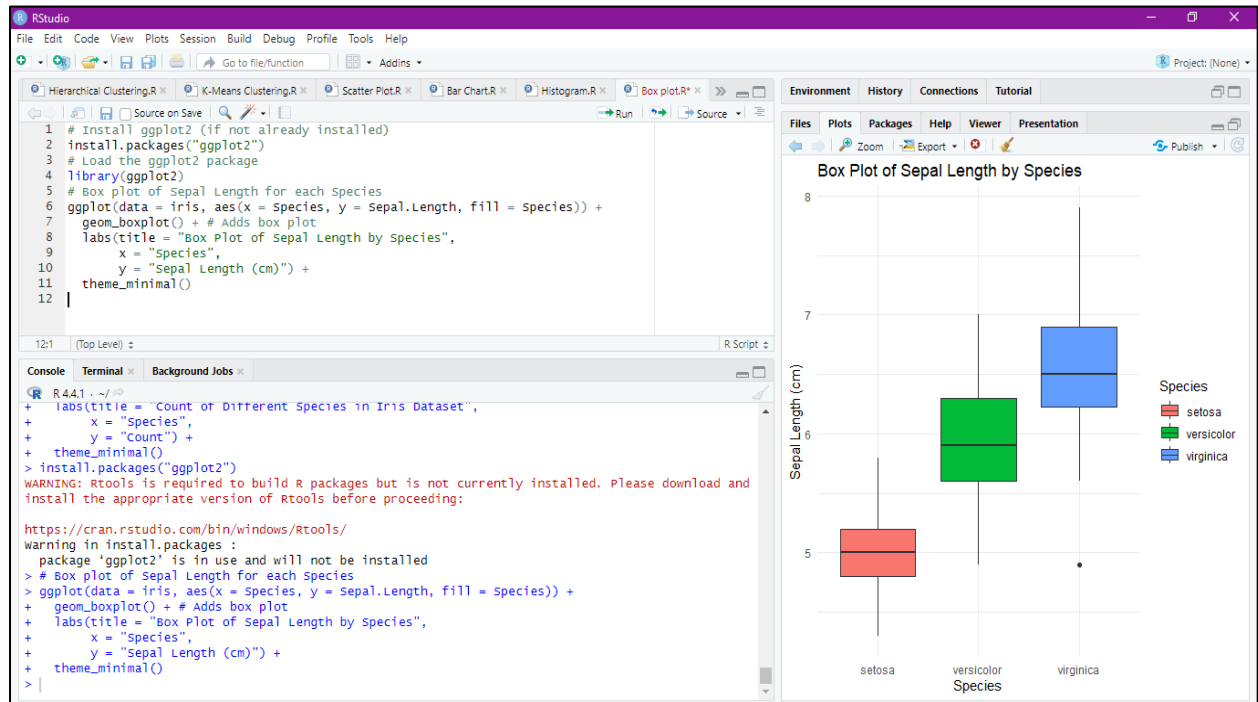 RStudio
File Edit Code View Plots Session Build Debug Profile Tools Help
Go to file/function Addins Project: (None)
Hierarchical Clustering.R K-Means Clustering.R Scatter Plot.R Bar Chart.R Histogram.R Box plot.R*
Source on Save Run Source
1 # Install ggplot2 (if not already installed)
2 install.packages("ggplot2")
3 # Load the ggplot2 package
4 library(ggplot2)
5 # Box plot of Sepal Length for each Species
6 ggplot(data = iris, aes(x = Species, y = Sepal.Length, fill = Species)) +
7   geom_boxplot() + # Adds box plot
8   labs(title = "Box Plot of Sepal Length by Species",
9        x = "Species",
10        y = "Sepal Length (cm)") +
11   theme_minimal()
12
12:1 (Top Level) R Script
Console Terminal Background Jobs
R 4.4.1 · ~/
+   labs(title = "Count of Different Species in Iris Dataset",
+        x = "Species",
+        y = "Count") +
+   theme_minimal()
> install.packages("ggplot2")
WARNING: Rtools is required to build R packages but is not currently installed. Please download and
install the appropriate version of Rtools before proceeding:
https://cran.rstudio.com/bin/windows/Rtools/
Warning in install.packages :
  package ‘ggplot2’ is in use and will not be installed
> # Box plot of Sepal Length for each Species
> ggplot(data = iris, aes(x = Species, y = Sepal.Length, fill = Species)) +
+   geom_boxplot() + # Adds box plot
+   labs(title = "Box Plot of Sepal Length by Species",
+        x = "Species",
+        y = "Sepal Length (cm)") +
+   theme_minimal()
>
Environment History Connections Tutorial
Files Plots Packages Help Viewer Presentation
Zoom Export Publish
Box Plot of Sepal Length by Species
8
7
6
5
Sepal Length (cm)
setosa versicolor virginica
Species
Species
setosa
versicolor
virginica